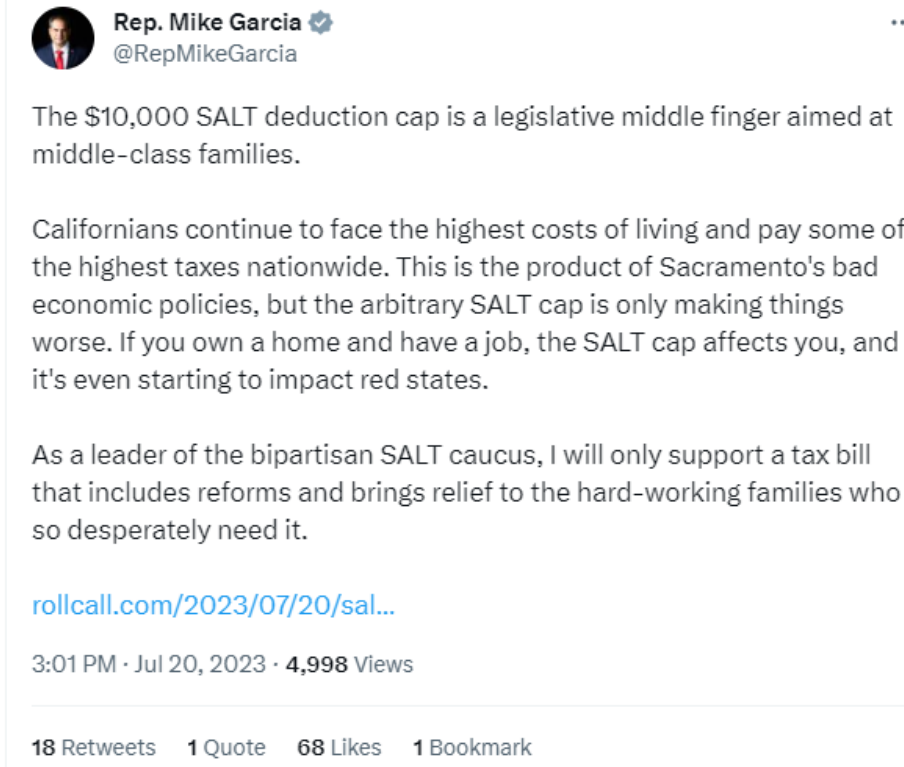 Rep. Mike Garcia
@RepMikeGarcia
The $10,000 SALT deduction cap is a legislative middle finger aimed at
middle-class families.
Californians continue to face the highest costs of living and pay some of
the highest taxes nationwide. This is the product of Sacramento's bad
economic policies, but the arbitrary SALT cap is only making things
worse. If you own a home and have a job, the SALT cap affects you, and
it's even starting to impact red states.
As a leader of the bipartisan SALT caucus, I will only support a tax bill
that includes reforms and brings relief to the hard-working families who
so desperately need it.
rollcall.com/2023/07/20/sal...
3:01 PM · Jul 20, 2023 · 4,998 Views
18 Retweets 1 Quote 68 Likes 1 Bookmark